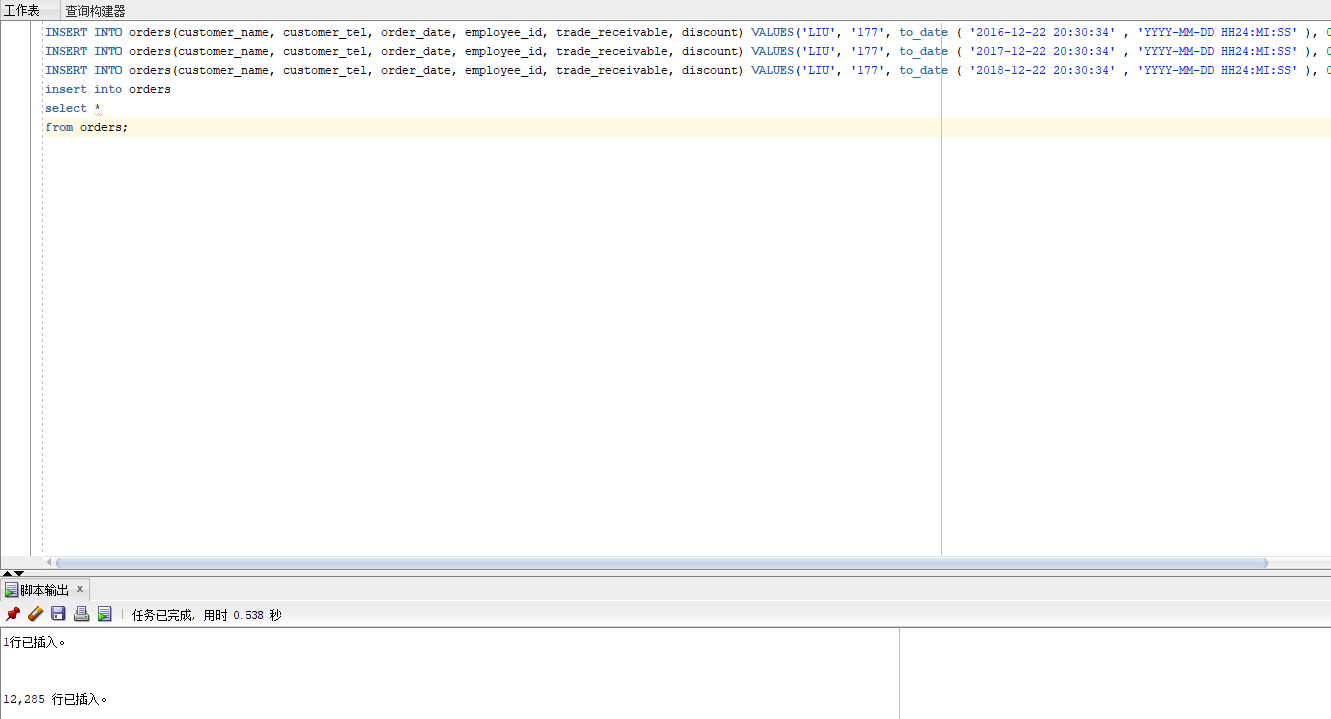 工作表 查询构建器
INSERT INTO orders(customer_name, customer_tel, order_date, employee_id, trade_receivable, discount) VALUES('LIU', '177', to_date ( '2016-12-22 20:30:34' , 'YYYY-MM-DD HH24:MI:SS' ), 0
INSERT INTO orders(customer_name, customer_tel, order_date, employee_id, trade_receivable, discount) VALUES('LIU', '177', to_date ( '2017-12-22 20:30:34' , 'YYYY-MM-DD HH24:MI:SS' ), 0
INSERT INTO orders(customer_name, customer_tel, order_date, employee_id, trade_receivable, discount) VALUES('LIU', '177', to_date ( '2018-12-22 20:30:34' , 'YYYY-MM-DD HH24:MI:SS' ), 0
insert into orders
select *
from orders;
脚本输出 x
任务已完成, 用时 0.538 秒
1行已插入。
12,285 行已插入。